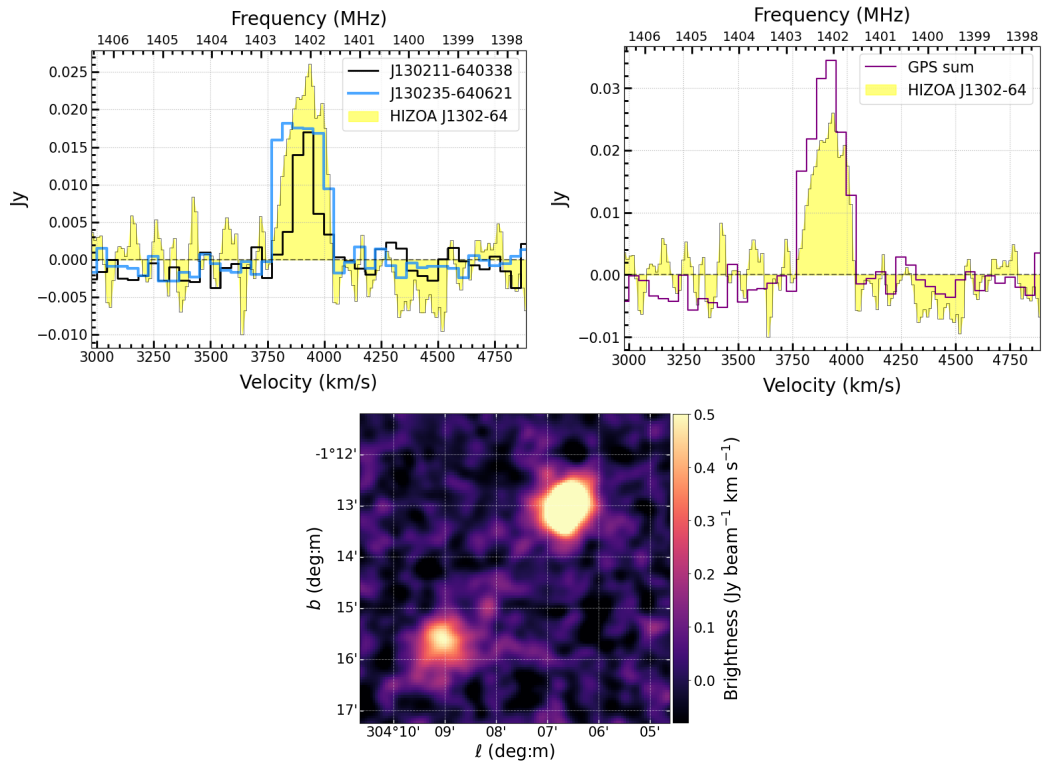 Frequency (MHz)
1406 1405 1404 1403 1402 1401 1400 1399 1398
J130211-640338
J130235-640621
HIZOA J1302-64
0.025
0.020
0.015
0.010
0.005
0.000
−0.005
−0.010
Jy
3000 3250 3500 3750 4000 4250 4500 4750
Velocity (km/s)
Frequency (MHz)
1406 1405 1404 1403 1402 1401 1400 1399 1398
GPS sum
HIZOA J1302-64
0.03
0.02
0.01
0.00
−0.01
Jy
3000 3250 3500 3750 4000 4250 4500 4750
Velocity (km/s)
-1°12'
13'
14'
15'
16'
17'
b (deg:m)
304°10' 09' 08' 07' 06' 05'
ℓ (deg:m)
0.5
0.4
0.3
0.2
0.1
0.0
Brightness (Jy beam⁻¹ km s⁻¹)